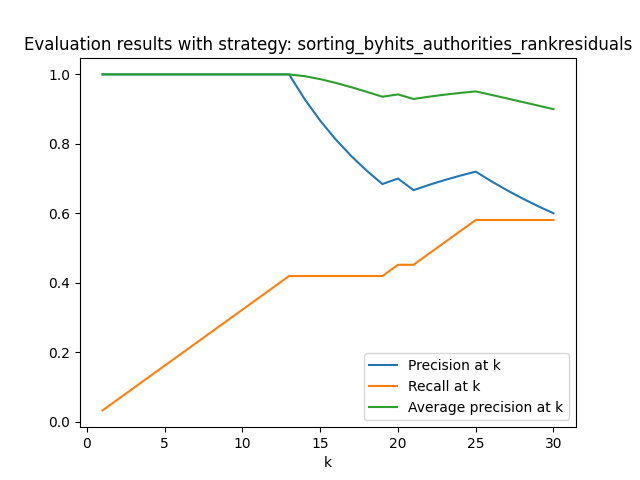 Evaluation results with strategy: sorting_byhits_authorities_rankresiduals
1.0
0.8
0.6
0.4
0.2
0.0
0 5 10 15 20 25 30
k
Precision at k
Recall at k
Average precision at k